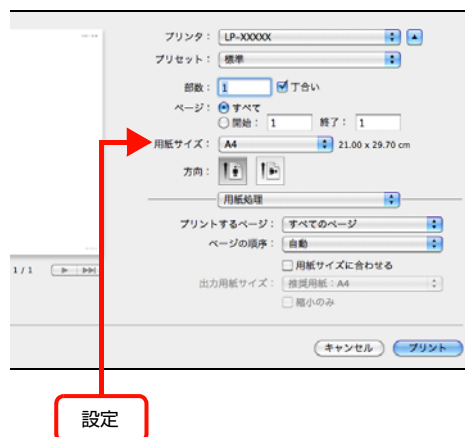 プリンタ： LP-XXXXX
プリセット： 標準
部数： 1 丁合い
ページ： すべて
開始： 1 終了： 1
用紙サイズ： A4 21.00 x 29.70 cm
方向：
用紙処理
プリントするページ： すべてのページ
ページの順序： 自動
用紙サイズに合わせる
出力用紙サイズ： 推奨用紙：A4
縮小のみ
1 / 1
キャンセル プリント
設定